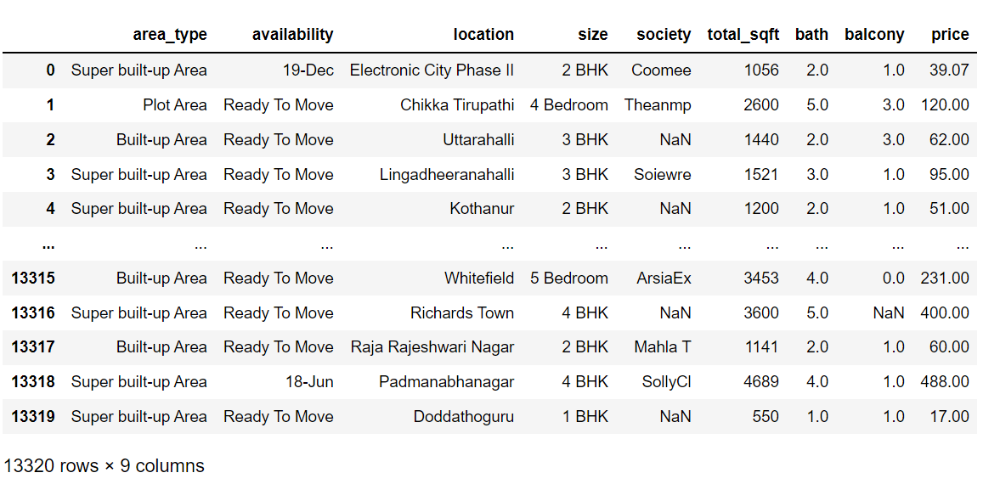 area_type availability location size society total_sqft bath balcony price
0 Super built-up Area 19-Dec Electronic City Phase II 2 BHK Coomee 1056 2.0 1.0 39.07
1 Plot Area Ready To Move Chikka Tirupathi 4 Bedroom Theanmp 2600 5.0 3.0 120.00
2 Built-up Area Ready To Move Uttarahalli 3 BHK NaN 1440 2.0 3.0 62.00
3 Super built-up Area Ready To Move Lingadheeranahalli 3 BHK Soiewre 1521 3.0 1.0 95.00
4 Super built-up Area Ready To Move Kothanur 2 BHK NaN 1200 2.0 1.0 51.00
... ... ... ... ... ... ... ... ... ...
13315 Built-up Area Ready To Move Whitefield 5 Bedroom ArsiaEx 3453 4.0 0.0 231.00
13316 Super built-up Area Ready To Move Richards Town 4 BHK NaN 3600 5.0 NaN 400.00
13317 Built-up Area Ready To Move Raja Rajeshwari Nagar 2 BHK Mahla T 1141 2.0 1.0 60.00
13318 Super built-up Area 18-Jun Padmanabhanagar 4 BHK SollyCl 4689 4.0 1.0 488.00
13319 Super built-up Area Ready To Move Doddathoguru 1 BHK NaN 550 1.0 1.0 17.00
13320 rows × 9 columns